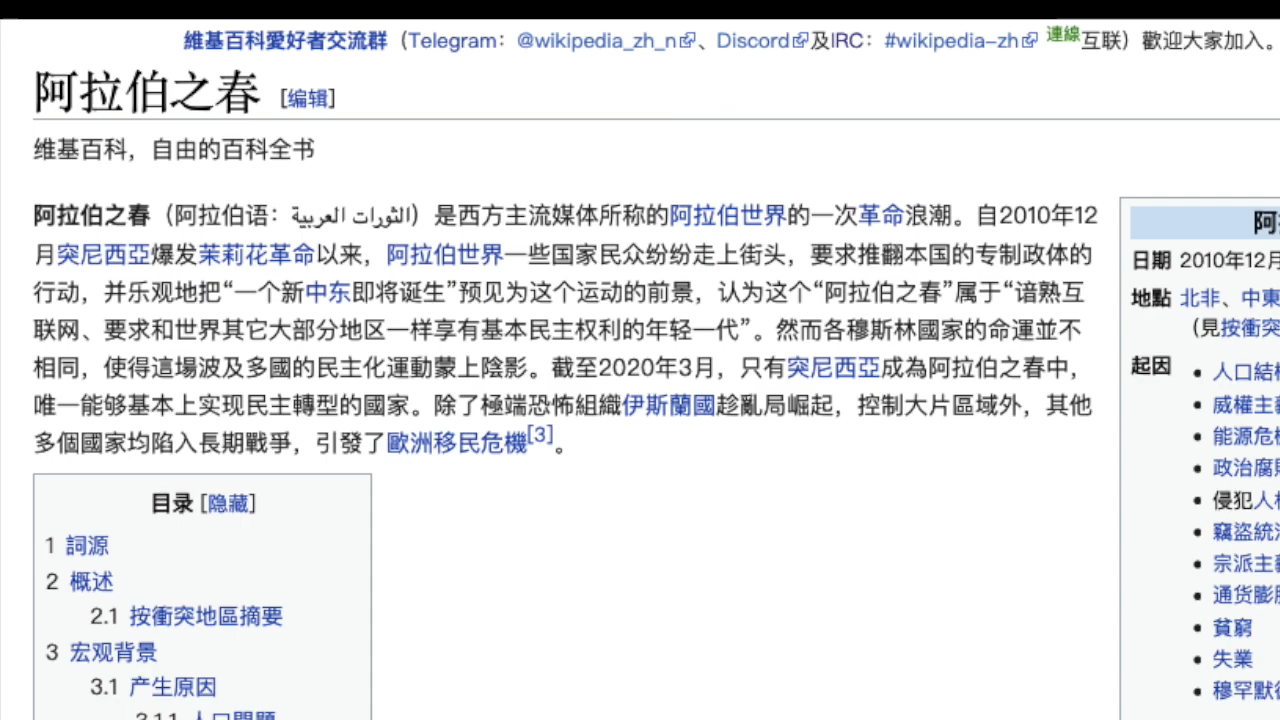 維基百科愛好者交流群（Telegram：@wikipedia_zh_n、Discord及IRC：#wikipedia-zh 連線互联）歡迎大家加入。
阿拉伯之春 [编辑]
维基百科，自由的百科全书
阿拉伯之春（阿拉伯语：الثورات العربية）是西方主流媒体所称的阿拉伯世界的一次革命浪潮。自2010年12
月突尼西亞爆发茉莉花革命以来，阿拉伯世界一些国家民众纷纷走上街头，要求推翻本国的专制政体的
行动，并乐观地把“一个新中东即将诞生”预见为这个运动的前景，认为这个“阿拉伯之春”属于“谙熟互
联网、要求和世界其它大部分地区一样享有基本民主权利的年轻一代”。然而各穆斯林國家的命運並不
相同，使得這場波及多國的民主化運動蒙上陰影。截至2020年3月，只有突尼西亞成為阿拉伯之春中，
唯一能够基本上实现民主轉型的國家。除了極端恐怖組織伊斯蘭國趁亂局崛起，控制大片區域外，其他
多個國家均陷入長期戰爭，引發了歐洲移民危機[3]。
目录 [隐藏]
1 詞源
2 概述
2.1 按衝突地區摘要
3 宏观背景
3.1 产生原因
3.1.1 人口問題
阿
日期 2010年12月
地點 北非、中東
（見按衝突
起因
• 人口結
• 威權主
• 能源危
• 政治腐
• 侵犯人
• 竊盜統
• 宗派主
• 通货膨
• 貧窮
• 失業
• 穆罕默